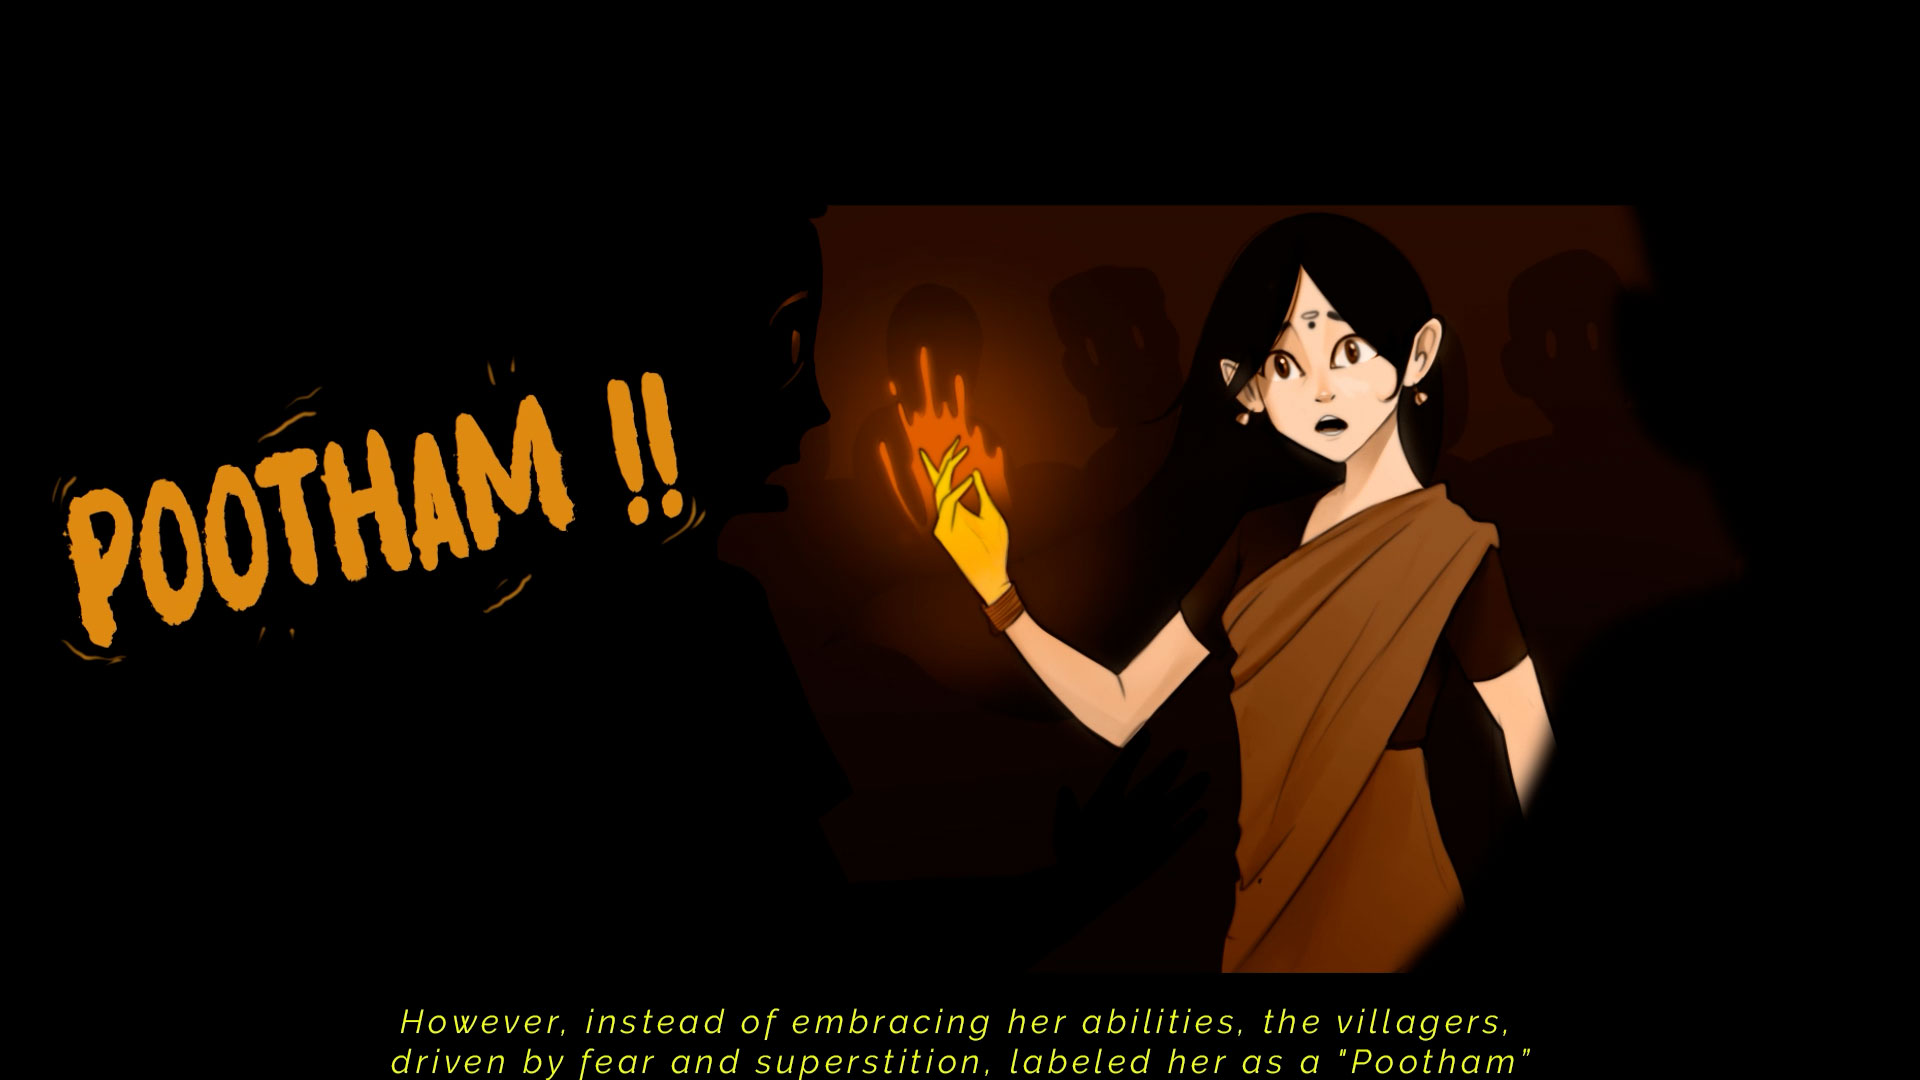 POOTHAM !!
However, instead of embracing her abilities, the villagers,
driven by fear and superstition, labeled her as a "Pootham”